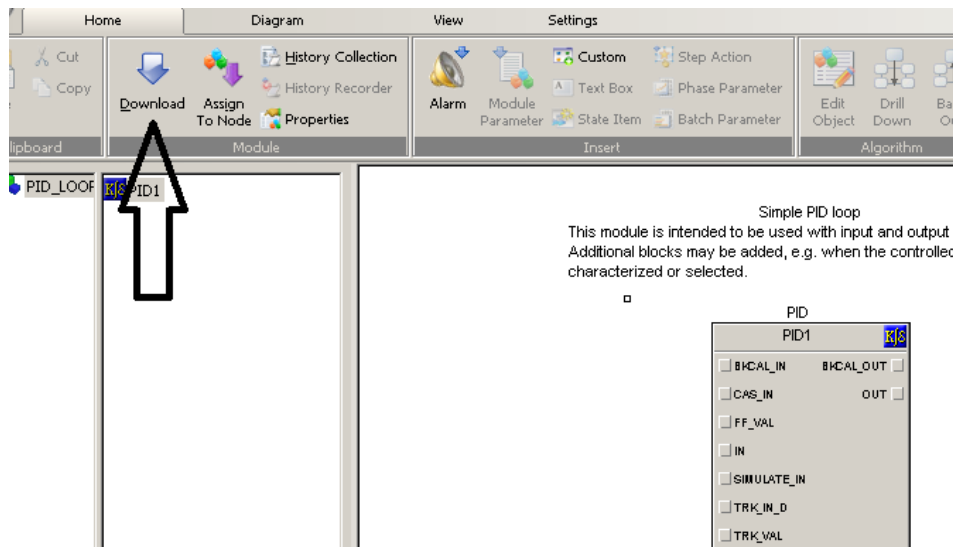 Home Diagram View Settings
Cut
Copy
Download
Assign To Node
History Collection
History Recorder
Properties
Alarm
Module Parameter
Custom
Text Box
State Item
Step Action
Phase Parameter
Batch Parameter
Edit Object
Drill Down
Module
Insert
Algorithm
PID_LOOP
PID1
Simple PID loop
This module is intended to be used with input and output
Additional blocks may be added, e.g. when the controlled
characterized or selected.
PID
PID1
BKCAL_IN BKCAL_OUT
CAS_IN OUT
FF_VAL
IN
SIMULATE_IN
TRK_IN_D
TRK_VAL